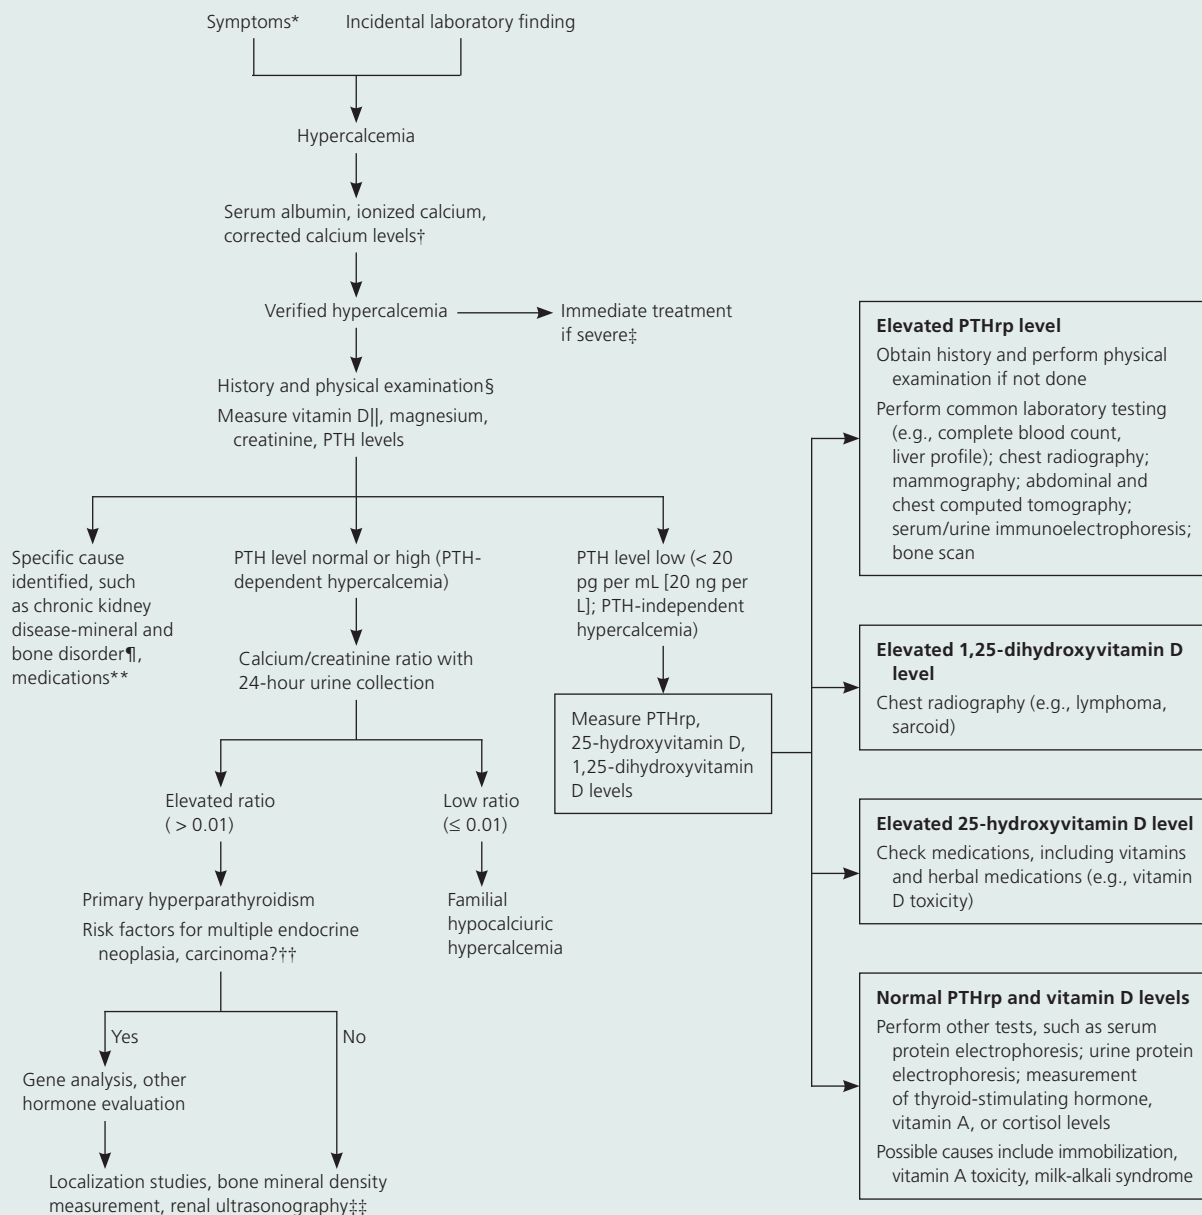 Symptoms*
Incidental laboratory finding
Hypercalcemia
Serum albumin, ionized calcium,
corrected calcium levels†
Verified hypercalcemia
Immediate treatment
if severe‡
History and physical examination§
Measure vitamin D||, magnesium,
creatinine, PTH levels
Specific cause
identified, such
as chronic kidney
disease-mineral and
bone disorder¶,
medications**
PTH level normal or high (PTH-
dependent hypercalcemia)
Calcium/creatinine ratio with
24-hour urine collection
Elevated ratio
( > 0.01)
Low ratio
(≤ 0.01)
Primary hyperparathyroidism
Risk factors for multiple endocrine
neoplasia, carcinoma?††
Familial
hypocalciuric
hypercalcemia
Yes
No
Gene analysis, other
hormone evaluation
Localization studies, bone mineral density
measurement, renal ultrasonography‡‡
PTH level low (< 20
pg per mL [20 ng per
L]; PTH-independent
hypercalcemia)
Measure PTHrp,
25-hydroxyvitamin D,
1,25-dihydroxyvitamin
D levels
Elevated PTHrp level
Obtain history and perform physical
examination if not done
Perform common laboratory testing
(e.g., complete blood count,
liver profile); chest radiography;
mammography; abdominal and
chest computed tomography;
serum/urine immunoelectrophoresis;
bone scan
Elevated 1,25-dihydroxyvitamin D
level
Chest radiography (e.g., lymphoma,
sarcoid)
Elevated 25-hydroxyvitamin D level
Check medications, including vitamins
and herbal medications (e.g., vitamin
D toxicity)
Normal PTHrp and vitamin D levels
Perform other tests, such as serum
protein electrophoresis; urine protein
electrophoresis; measurement
of thyroid-stimulating hormone,
vitamin A, or cortisol levels
Possible causes include immobilization,
vitamin A toxicity, milk-alkali syndrome